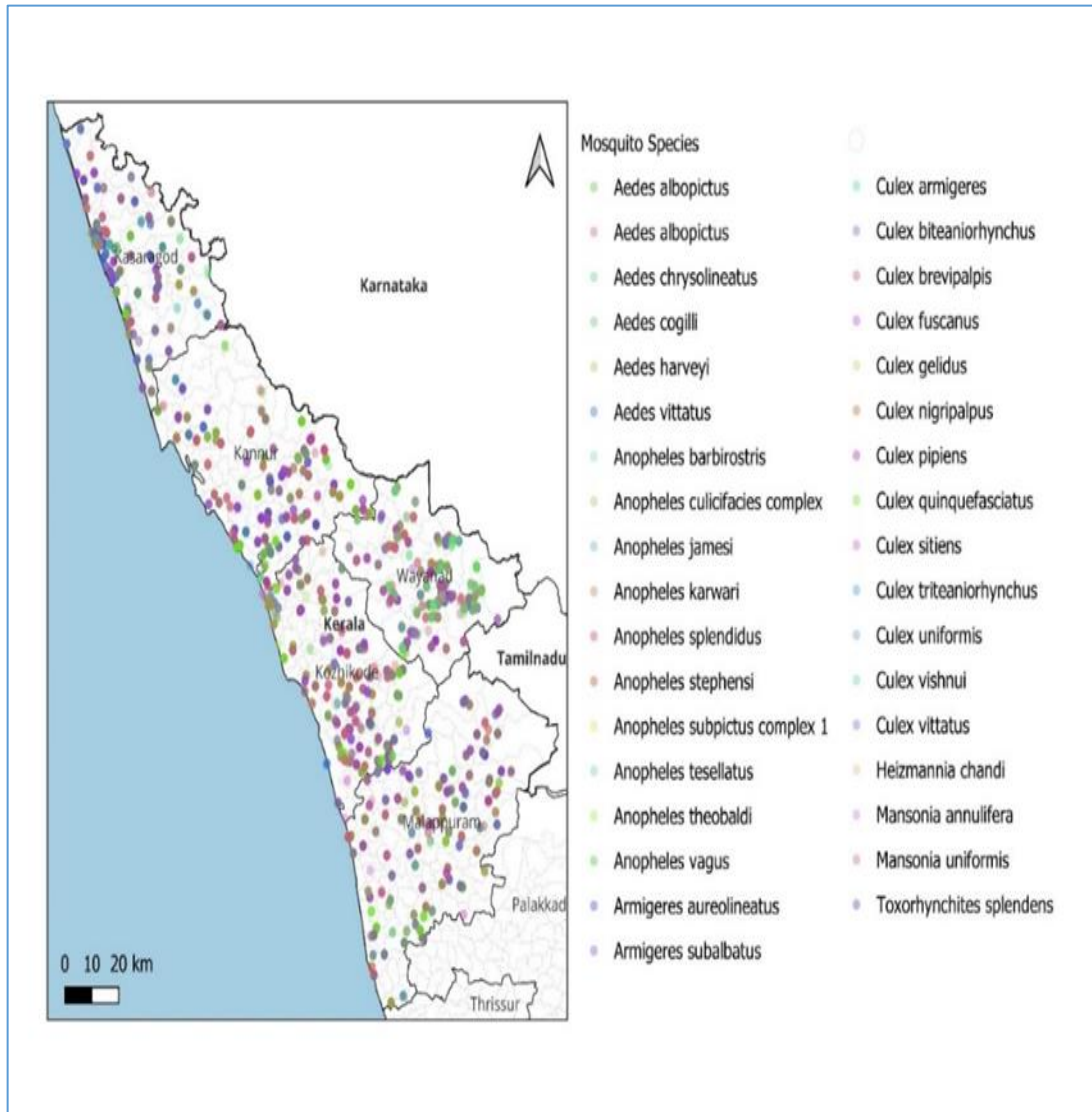 Mosquito Species
Aedes albopictus
Aedes albopictus
Aedes chrysolineatus
Aedes cogilli
Aedes harveyi
Aedes vittatus
Anopheles barbirostris
Anopheles culicifacies complex
Anopheles jamesi
Anopheles karwari
Anopheles splendidus
Anopheles stephensi
Anopheles subpictus complex 1
Anopheles tesellatus
Anopheles theobaldi
Anopheles vagus
Armigeres aureolineatus
Armigeres subalbatus
Culex armigeres
Culex biteaniorhynchus
Culex brevipalpis
Culex fuscanus
Culex gelidus
Culex nigripalpus
Culex pipiens
Culex quinquefasciatus
Culex sitiens
Culex triteaniorhynchus
Culex uniformis
Culex vishnui
Culex vittatus
Heizmannia chandi
Mansonia annulifera
Mansonia uniformis
Toxorhynchites splendens
Kasaragod
Karnataka
Kannur
Wayanad
Kerala
Tamilnadu
Kozhikode
Malappuram
Palakkad
Thrissur
0 10 20 km